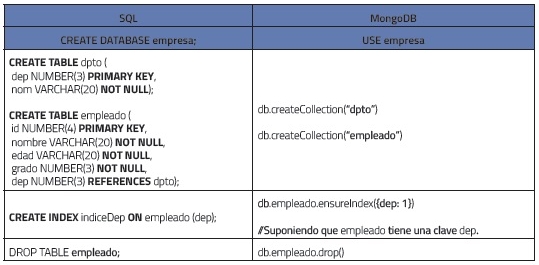 SQL
MongoDB
CREATE DATABASE empresa;
USE empresa
CREATE TABLE dpto (
dep NUMBER(3) PRIMARY KEY,
nom VARCHAR(20) NOT NULL);
CREATE TABLE empleado (
id NUMBER(4) PRIMARY KEY,
nombre VARCHAR(20) NOT NULL,
edad VARCHAR(20) NOT NULL,
grado NUMBER(3) NOT NULL,
dep NUMBER(3) REFERENCES dpto);
db.createCollection("dpto")
db.createCollection("empleado")
CREATE INDEX indiceDep ON empleado (dep);
db.empleado.ensureIndex({dep: 1})
//Suponiendo que empleado tiene una clave dep.
DROP TABLE empleado;
db.empleado.drop()